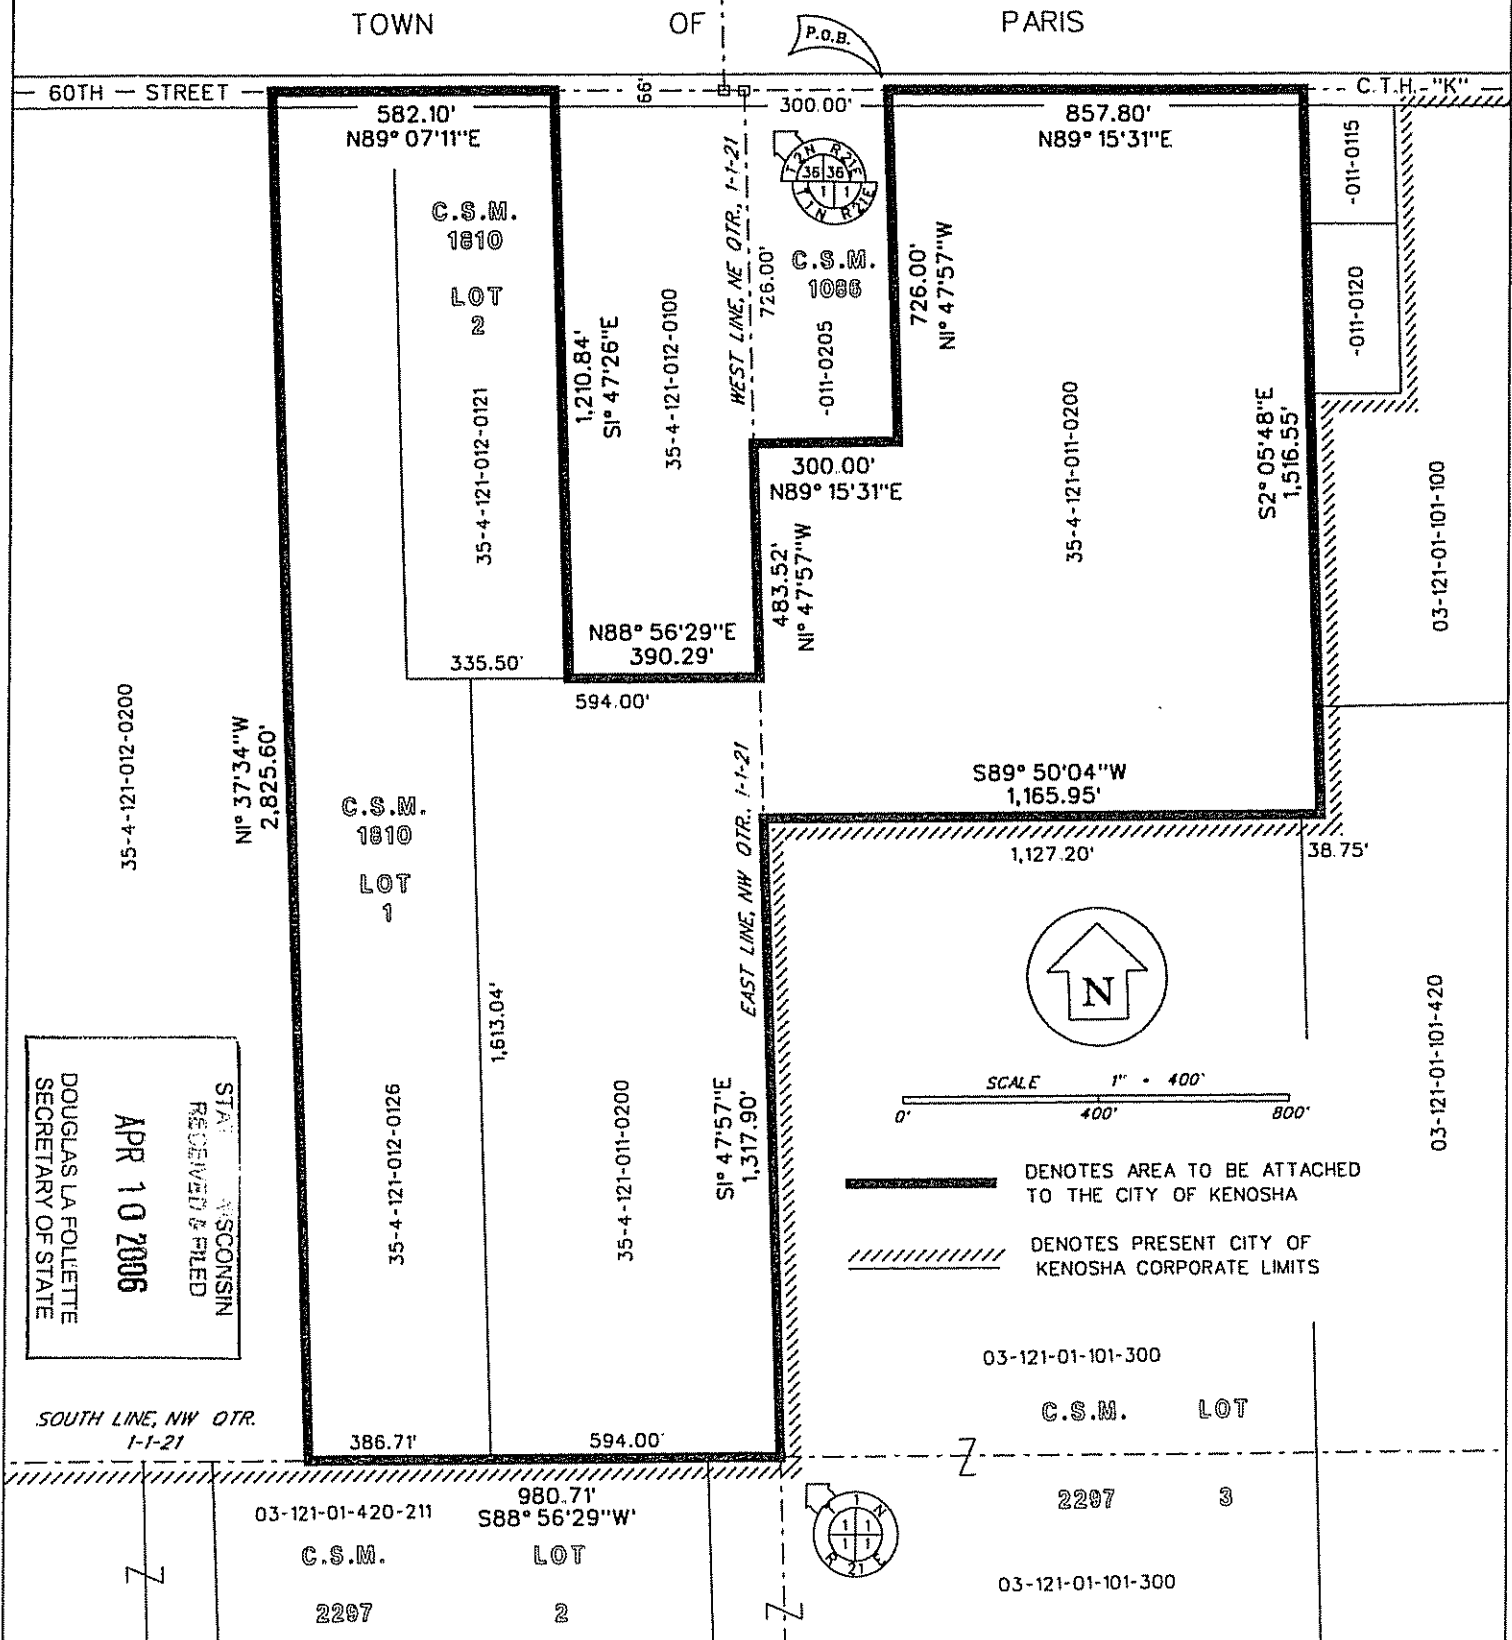 TOWN OF PARIS
P.O.B.
60TH — STREET
66'
300.00'
C.T.H. "K"
582.10'
N89° 07'11"E
857.80'
N89° 15'31"E
C.S.M.
1810
LOT
2
35-4-121-012-0121
1,210.84'
S1° 47'26"E
35-4-121-012-0100
WEST LINE, NE QTR., 1-1-21
726.00'
T 2 N R 21E
36 36
1 1
T 1 N R 21E
C.S.M.
1086
-011-0205
726.00'
N1° 47'57"W
35-4-121-011-0200
S2° 05'48"E
1,516.55'
-011-0115
-011-0120
03-121-01-101-100
300.00'
N89° 15'31"E
483.52'
N1° 47'57"W
N88° 56'29"E
390.29'
335.50'
594.00'
35-4-121-012-0200
N1° 37'34"W
2,825.60'
C.S.M.
1810
LOT
1
EAST LINE, NW QTR., 1-1-21
S89° 50'04"W
1,165.95'
1,127.20'
38.75'
N
1,613.04'
35-4-121-012-0126
35-4-121-011-0200
S1° 47'57"E
1,317.90'
03-121-01-101-420
SCALE 1" = 400'
0' 400' 800'
DENOTES AREA TO BE ATTACHED
TO THE CITY OF KENOSHA
DENOTES PRESENT CITY OF
KENOSHA CORPORATE LIMITS
RECEIVED & FILED
APR 10 2006
DOUGLAS LA FOLLETTE
SECRETARY OF STATE
SOUTH LINE, NW QTR.
1-1-21
386.71'
594.00'
980.71'
S88° 56'29"W
03-121-01-420-211
C.S.M. LOT
2297 2
1 N
1 1
1 1
R 21 E
03-121-01-101-300
C.S.M. LOT
2297 3
03-121-01-101-300